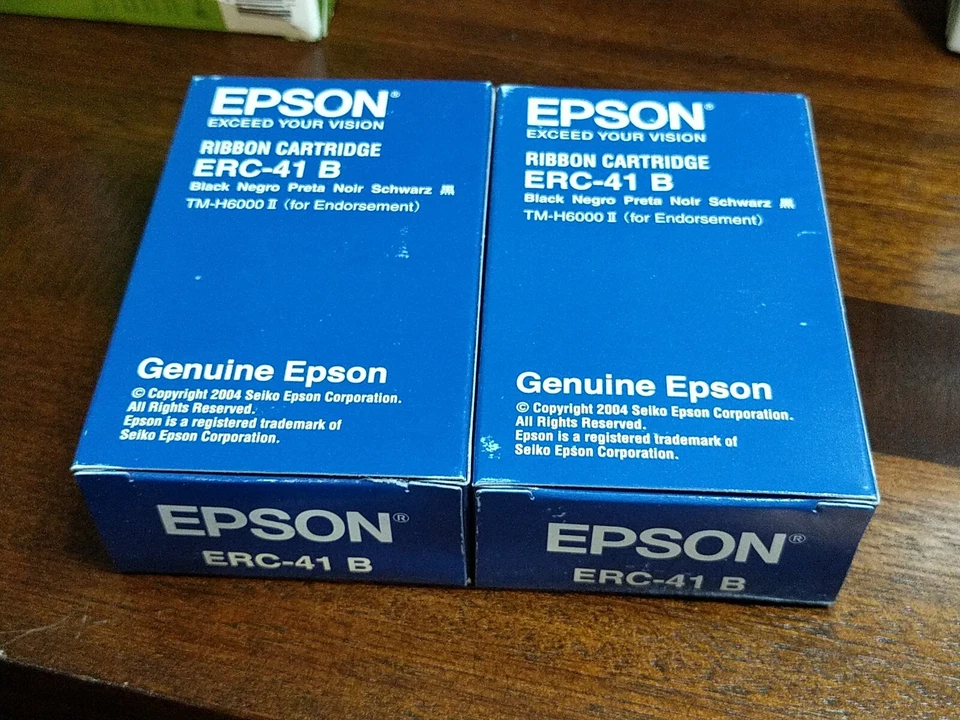 EPSON®
EXCEED YOUR VISION
RIBBON CARTRIDGE
ERC-41 B
Black Negro Preta Noir Schwarz 黒
TM-H6000 II (for Endorsement)
Genuine Epson
© Copyright 2004 Seiko Epson Corporation.
All Rights Reserved.
Epson is a registered trademark of
Seiko Epson Corporation.
EPSON®
ERC-41 B
EPSON®
EXCEED YOUR VISION
RIBBON CARTRIDGE
ERC-41 B
Black Negro Preta Noir Schwarz 黒
TM-H6000 II (for Endorsement)
Genuine Epson
© Copyright 2004 Seiko Epson Corporation.
All Rights Reserved.
Epson is a registered trademark of
Seiko Epson Corporation.
EPSON®
ERC-41 B